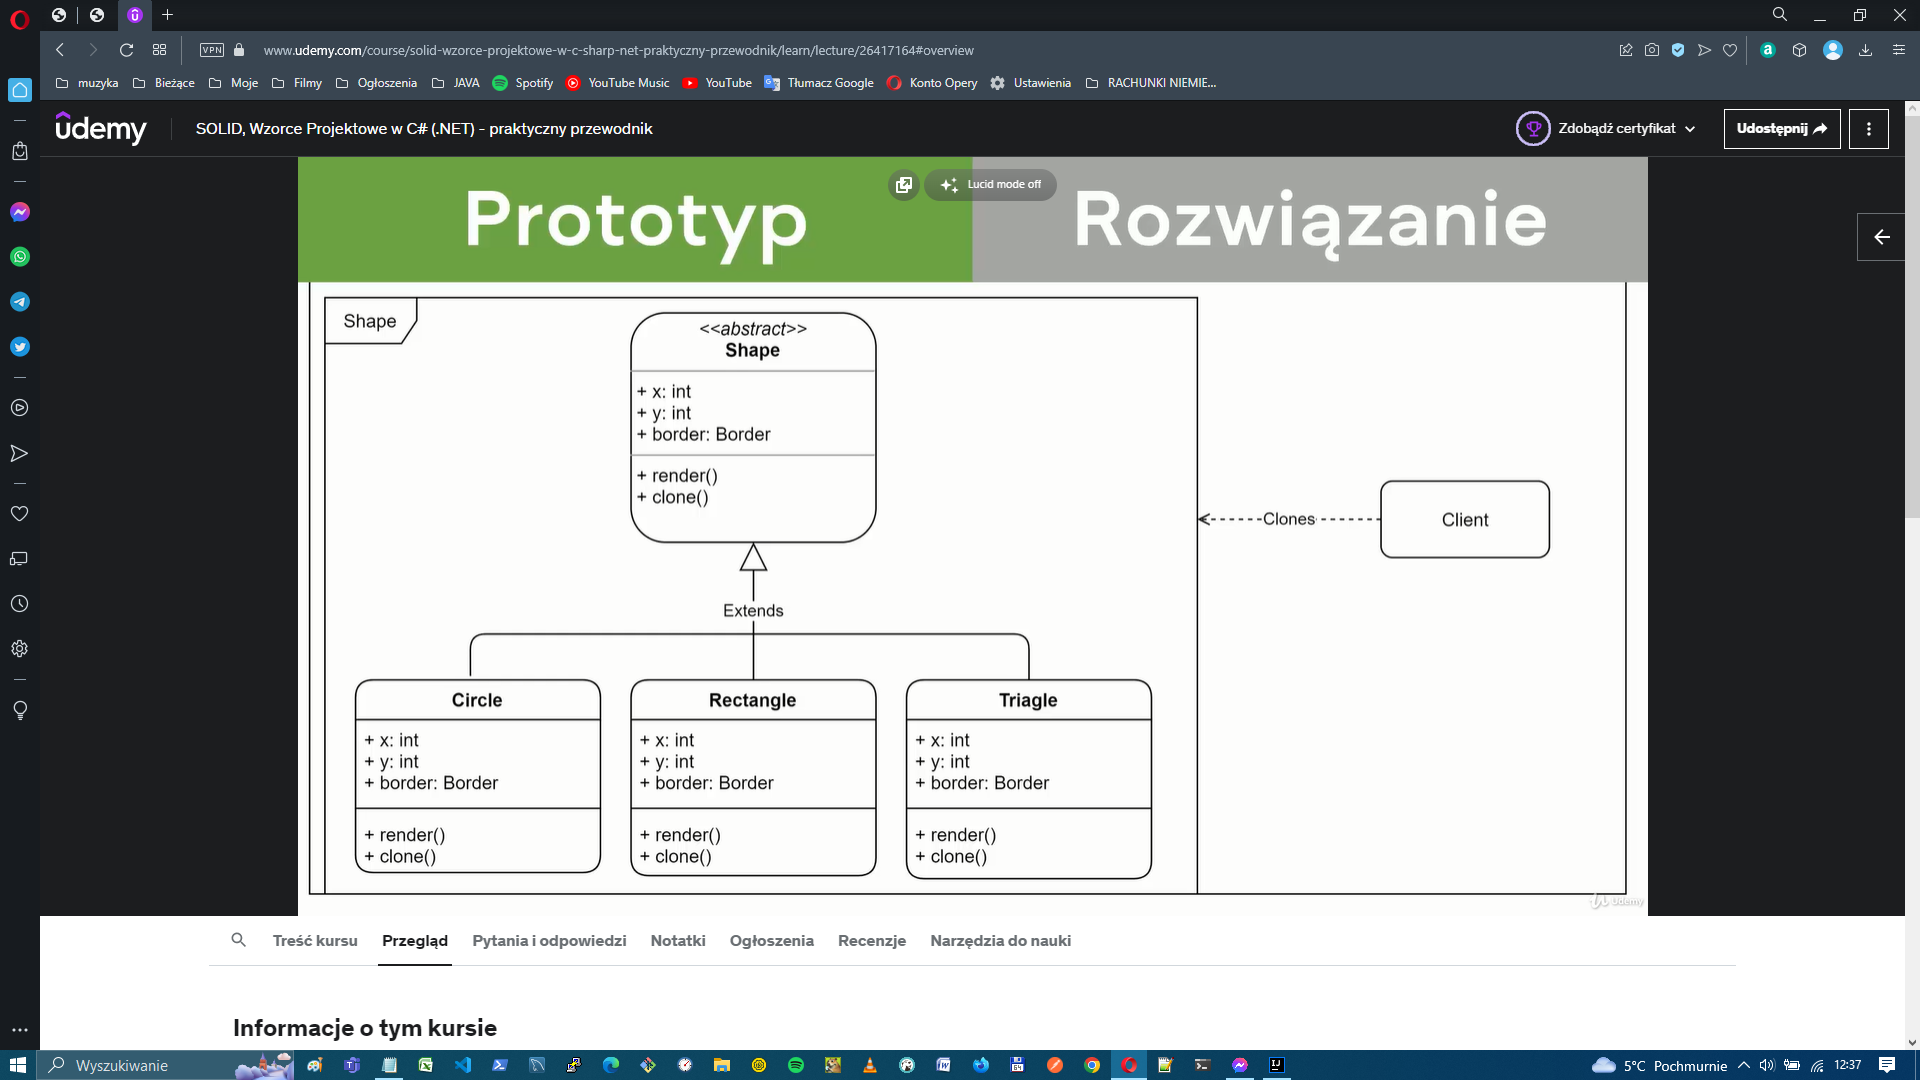 VPN
www.udemy.com/course/solid-wzorce-projektowe-w-c-sharp-net-praktyczny-przewodnik/learn/lecture/26417164#overview
muzyka Bieżące Moje Filmy Ogłoszenia JAVA Spotify YouTube Music YouTube Tłumacz Google Konto Opery Ustawienia RACHUNKI NIEMIE...
udemy SOLID, Wzorce Projektowe w C# (.NET) - praktyczny przewodnik Zdobądź certyfikat Udostępnij
Prototyp Rozwiązanie
Lucid mode off
Shape
<<abstract>>
Shape
+ x: int
+ y: int
+ border: Border
+ render()
+ clone()
Clones
Client
Extends
Circle
+ x: int
+ y: int
+ border: Border
+ render()
+ clone()
Rectangle
+ x: int
+ y: int
+ border: Border
+ render()
+ clone()
Triagle
+ x: int
+ y: int
+ border: Border
+ render()
+ clone()
Udemy
Treść kursu Przegląd Pytania i odpowiedzi Notatki Ogłoszenia Recenzje Narzędzia do nauki
Informacje o tym kursie
Wyszukiwanie
5°C Pochmurnie 12:37